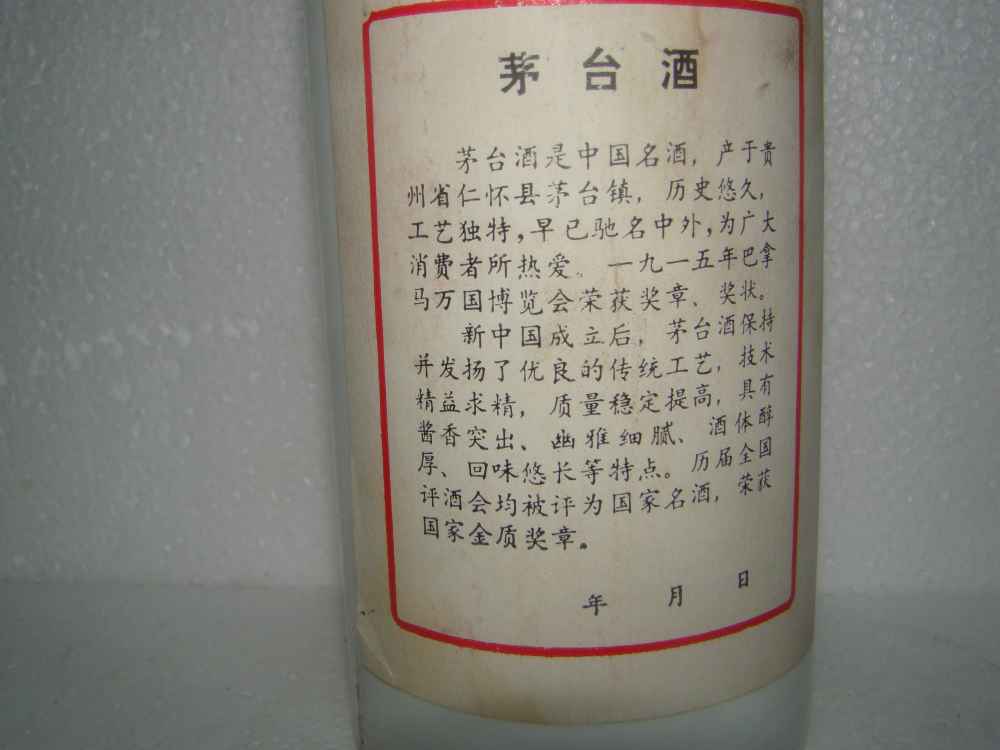 茅台酒
茅台酒是中国名酒，产于贵
州省仁怀县茅台镇，历史悠久，
工艺独特，早已驰名中外，为广大
消费者所热爱。一九一五年巴拿
马万国博览会荣获奖章、奖状。
新中国成立后，茅台酒保持
并发扬了优良的传统工艺，技术
精益求精，质量稳定提高，具有
酱香突出、幽雅细腻、酒体醇
厚、回味悠长等特点。历届全国
评酒会均被评为国家名酒，荣获
国家金质奖章。
年 月 日